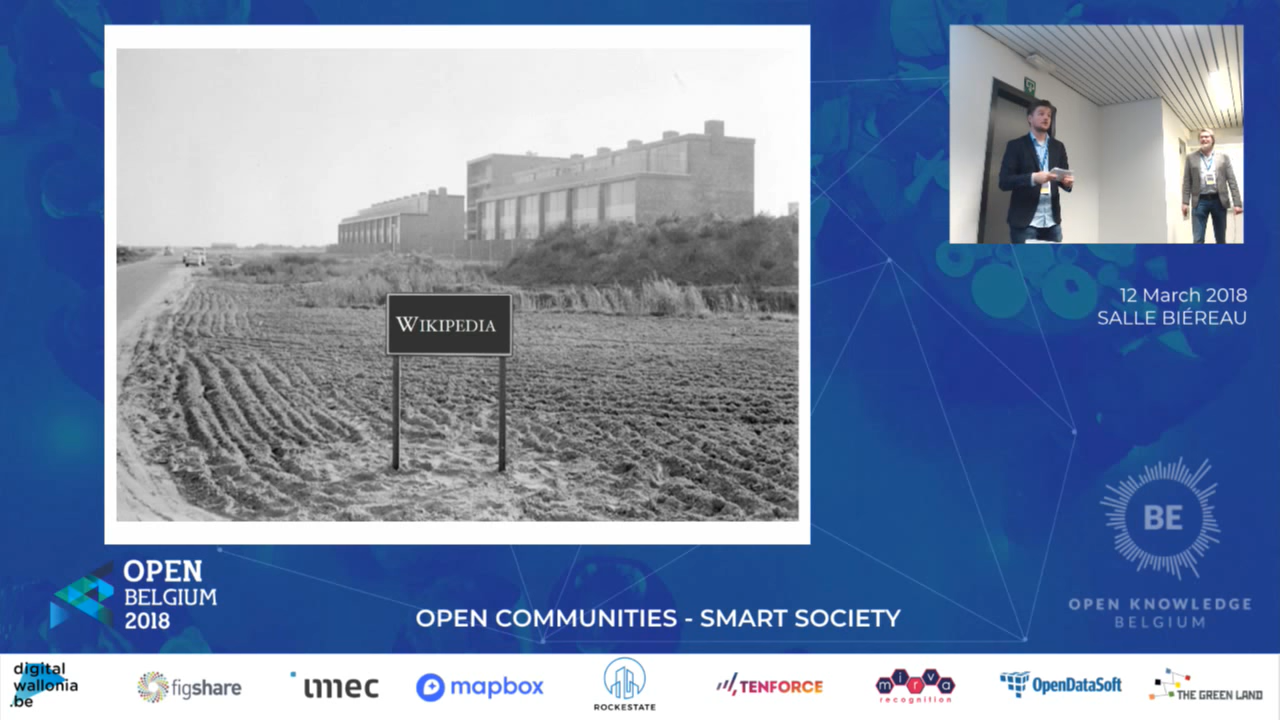 WIKIPEDIA
12 March 2018
SALLE BIÉREAU
BE
OPEN KNOWLEDGE
BELGIUM
OPEN
BELGIUM
2018
OPEN COMMUNITIES - SMART SOCIETY
digital
wallonia
.be
figshare
imec
mapbox
ROCKESTATE
TENFORCE
mirva
recognition
OpenDataSoft
THE GREEN LAND